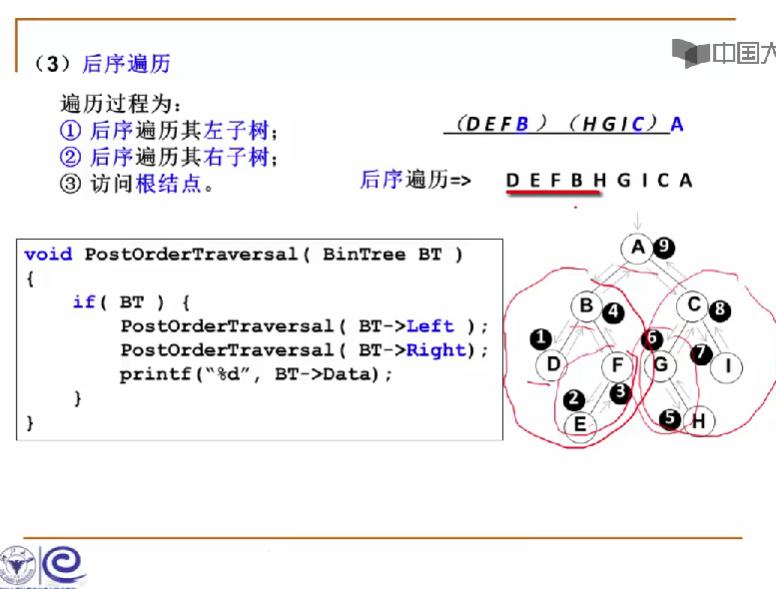 中国大
（3）后序遍历
遍历过程为：
① 后序遍历其左子树；
② 后序遍历其右子树；
③ 访问根结点。
（D E F B ）（H G I C）A
后序遍历=> D E F B H G I C A
void PostOrderTraversal( BinTree BT )
{
if( BT ) {
PostOrderTraversal( BT->Left );
PostOrderTraversal( BT->Right);
printf(“%d”, BT->Data);
}
}
A 9
B 4 C 8
1 6 7
D F G I
2 3 5
E H